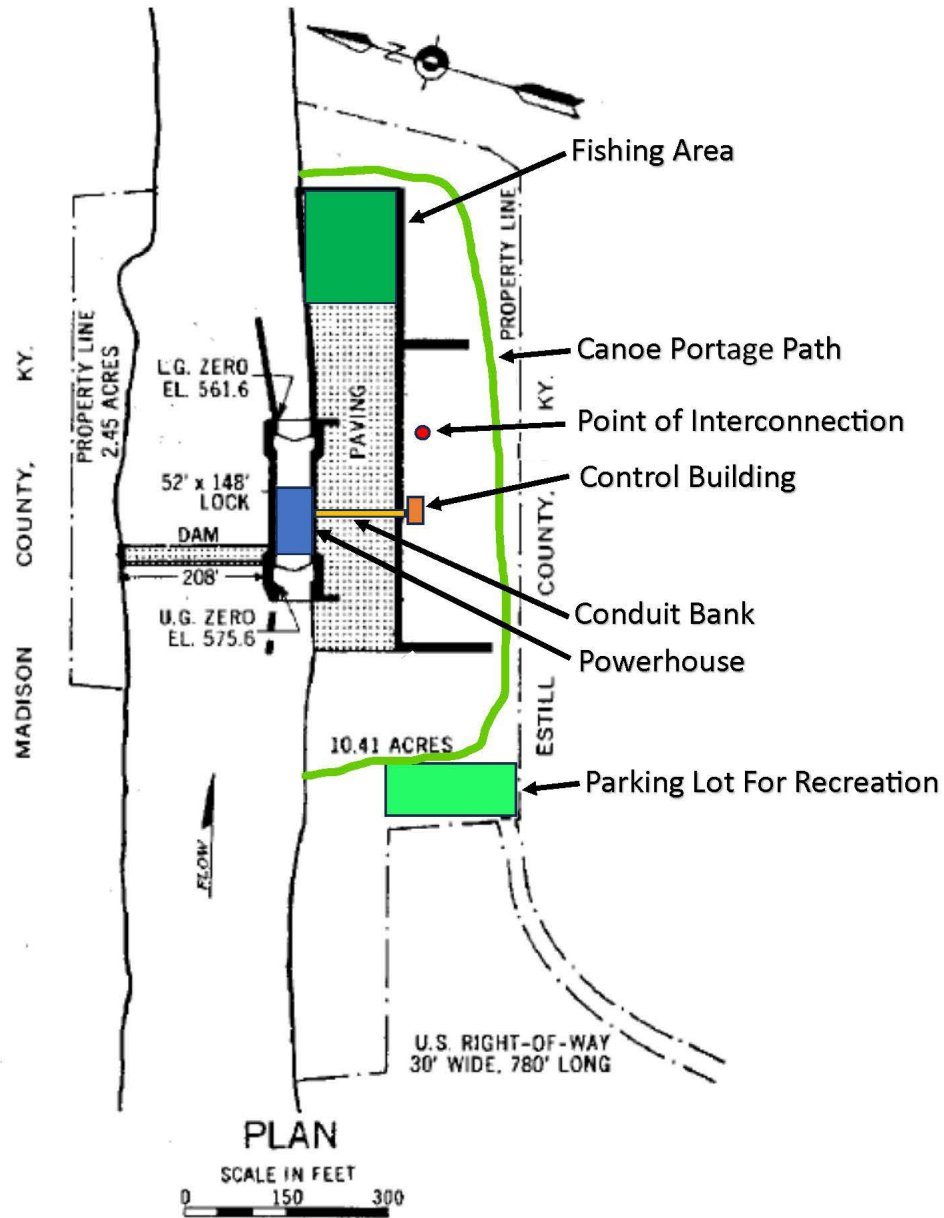 N
Fishing Area
PROPERTY LINE
PROPERTY LINE
2.45 ACRES
L.G. ZERO
EL. 561.6
PAVING
Canoe Portage Path
Point of Interconnection
Control Building
52' x 148'
LOCK
DAM
208'
U.G. ZERO
EL. 575.6
Conduit Bank
Powerhouse
MADISON COUNTY, KY.
ESTILL COUNTY, KY.
10.41 ACRES
Parking Lot For Recreation
FLOW
U.S. RIGHT-OF-WAY
30' WIDE, 780' LONG
PLAN
SCALE IN FEET
0 150 300